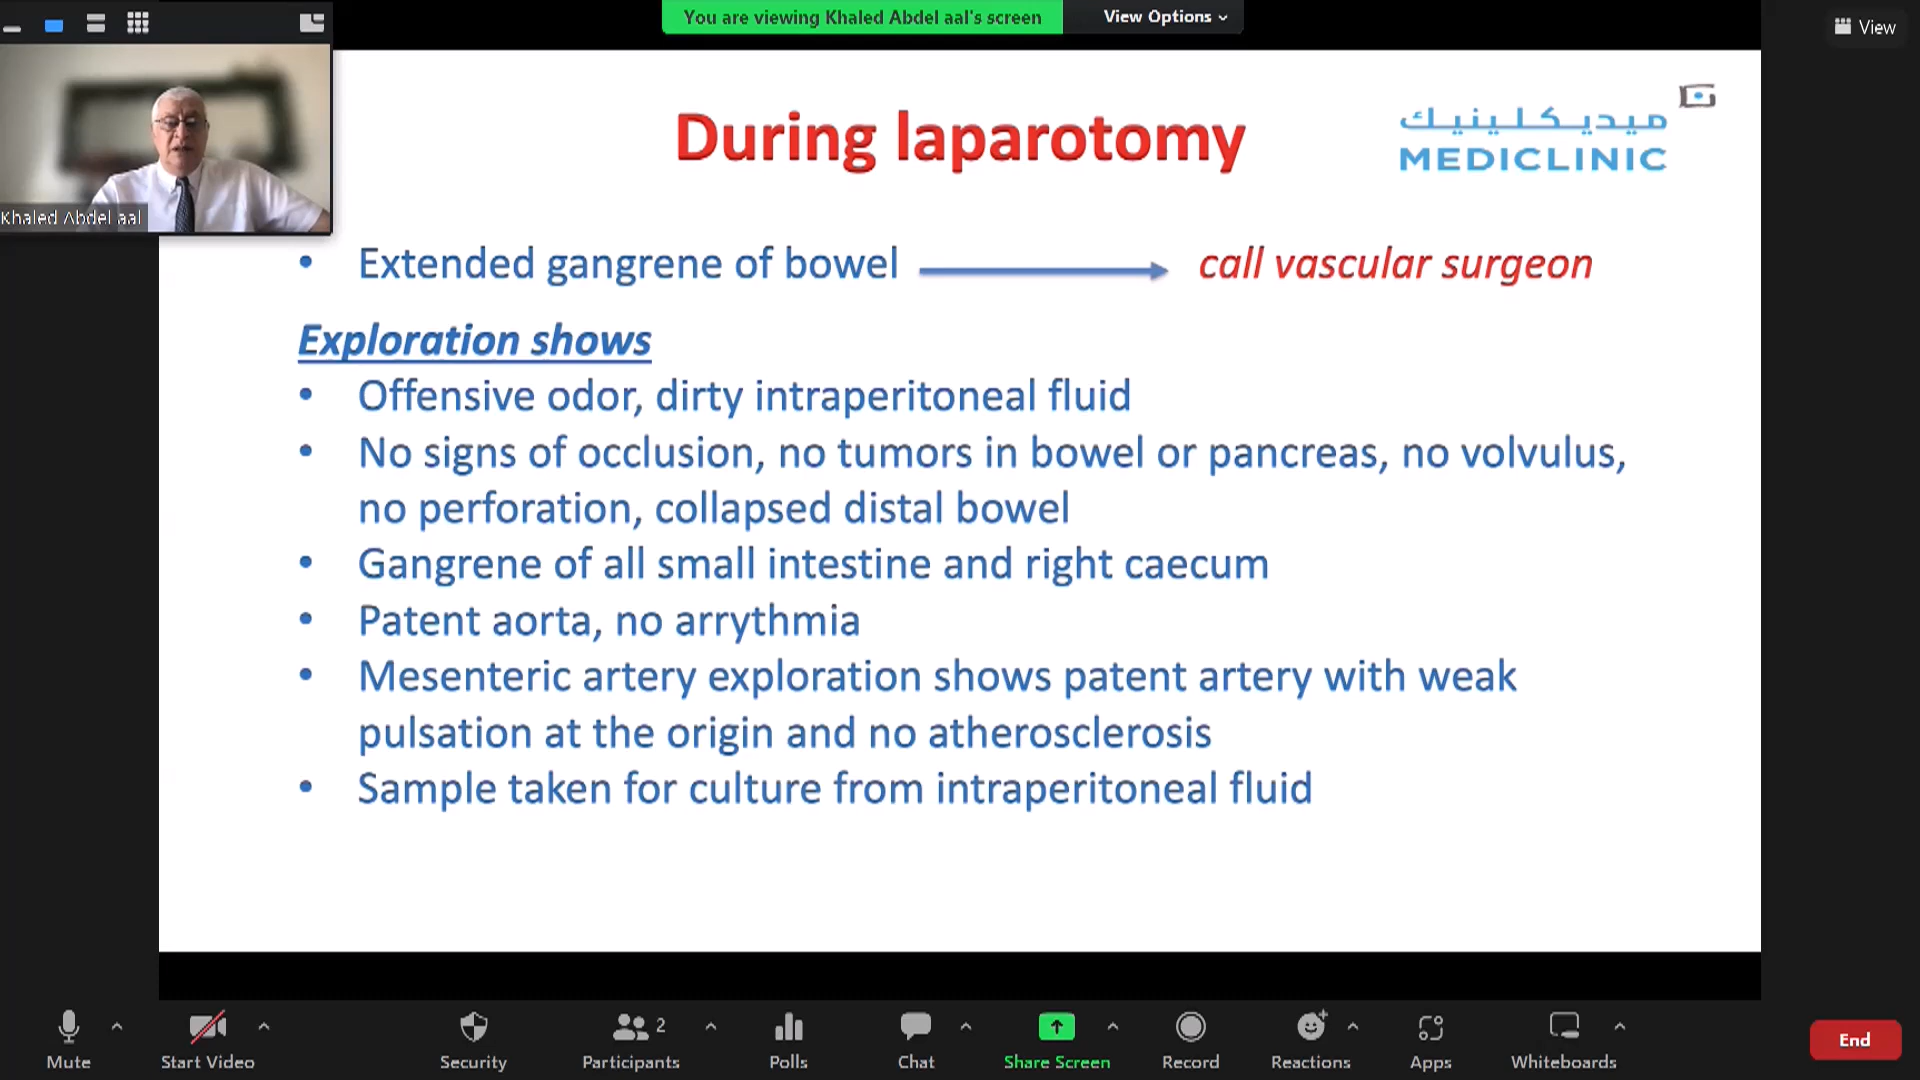 You are viewing Khaled Abdel aal's screen
View Options
View
Khaled Abdel aal
During laparotomy
ميديكلينيك
MEDICLINIC
• Extended gangrene of bowel
call vascular surgeon
Exploration shows
• Offensive odor, dirty intraperitoneal fluid
• No signs of occlusion, no tumors in bowel or pancreas, no volvulus,
no perforation, collapsed distal bowel
• Gangrene of all small intestine and right caecum
• Patent aorta, no arrythmia
• Mesenteric artery exploration shows patent artery with weak
pulsation at the origin and no atherosclerosis
• Sample taken for culture from intraperitoneal fluid
2
Mute
Start Video
Security
Participants
Polls
Chat
Share Screen
Record
Reactions
Apps
Whiteboards
End